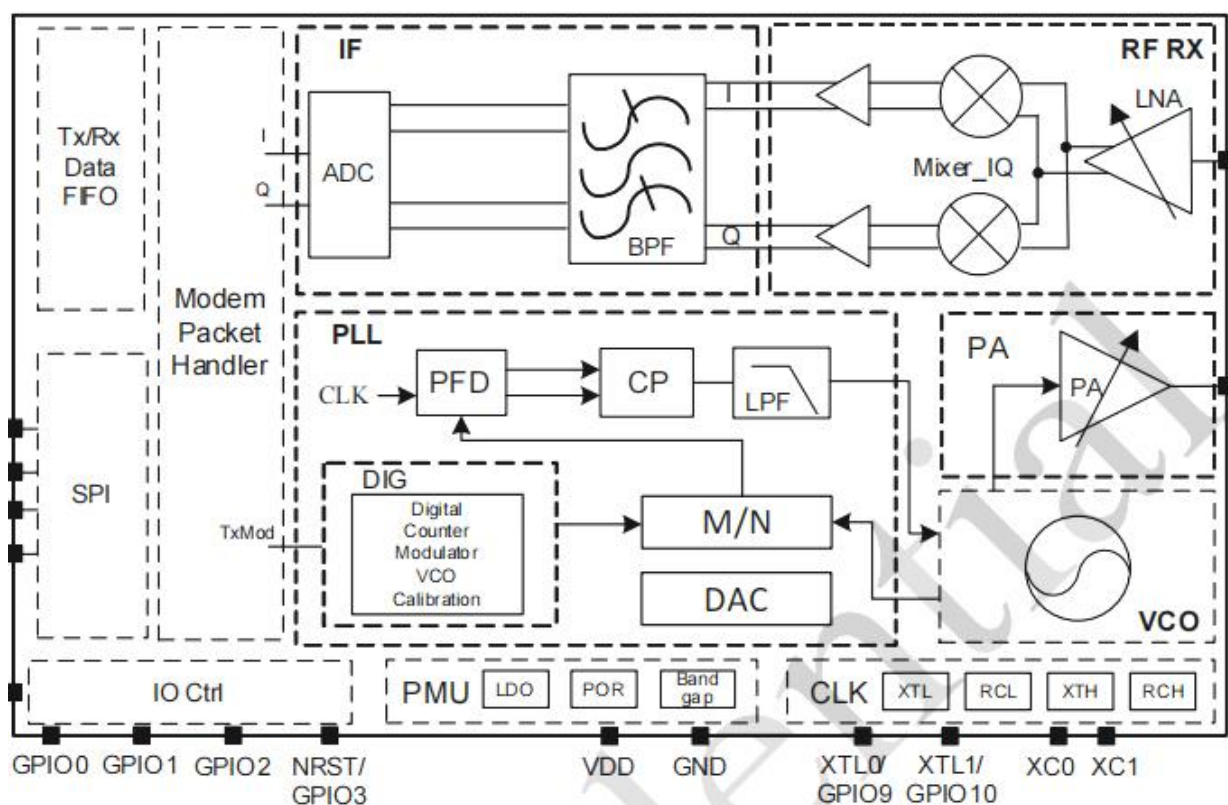 IF
RF RX
Tx/Rx
Data
FIFO
Modem
Packet
Handler
I
Q
ADC
BPF
I
Q
Mixer_IQ
LNA
PLL
CLK
PFD
CP
LPF
PA
PA
SPI
TxMod
DIG
Digital
Counter
Modulator
VCO
Calibration
M/N
DAC
VCO
IO Ctrl
PMU
LDO
POR
Band
gap
CLK
XTL
RCL
XTH
RCH
GPIO0
GPIO1
GPIO2
NRST/
GPIO3
VDD
GND
XTL0/
GPIO9
XTL1/
GPIO10
XC0
XC1
dential